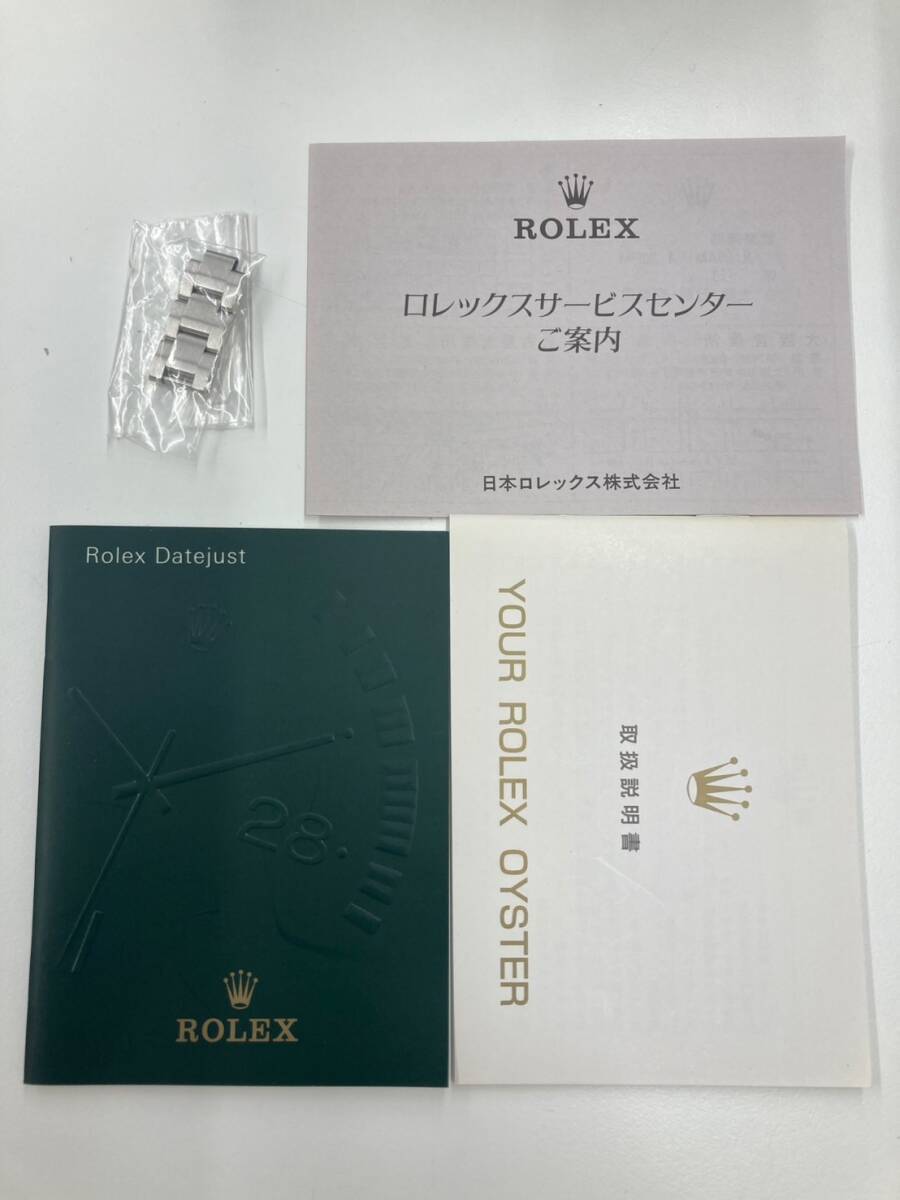 ROLEX
ロレックスサービスセンター
ご案内
日本ロレックス株式会社
Rolex Datejust
28
ROLEX
YOUR ROLEX OYSTER
取扱説明書